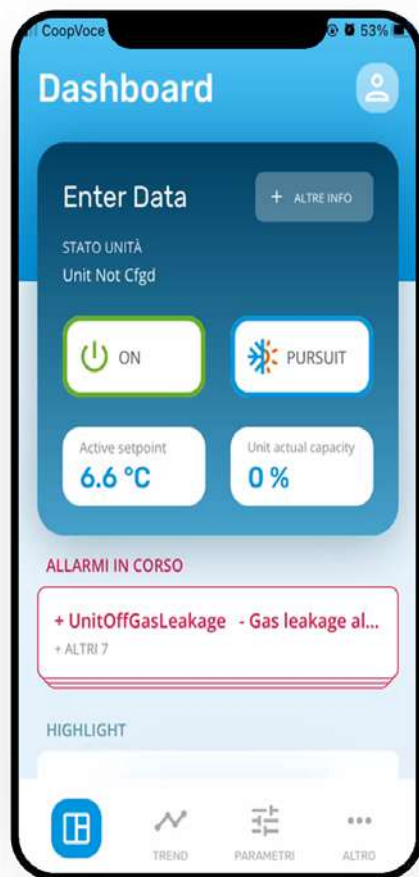 CoopVoce 53%
Dashboard
Enter Data + ALTRE INFO
STATO UNITÀ
Unit Not Cfgd
ON PURSUIT
Active setpoint Unit actual capacity
6.6 °C 0 %
ALLARMI IN CORSO
+ UnitOffGasLeakage - Gas leakage al...
+ ALTRI 7
HIGHLIGHT
TREND PARAMETRI ALTRO